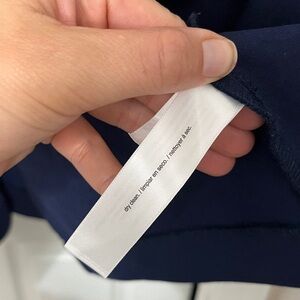 dry clean. / limpiar en seco. / nettoyer à sec.